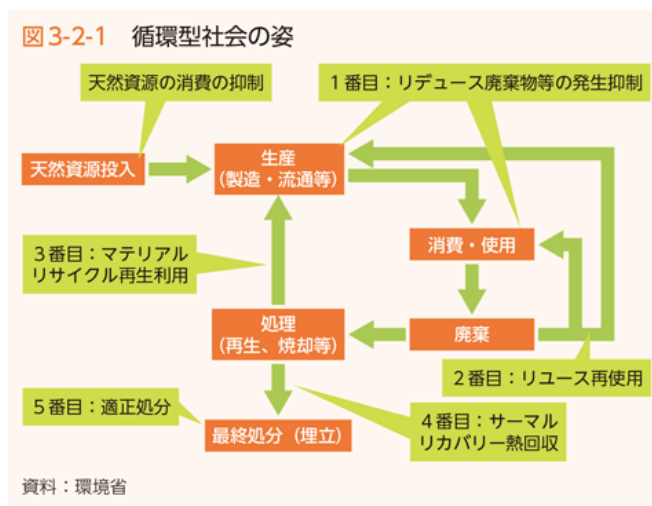 図3-2-1 循環型社会の姿
天然資源の消費の抑制
1番目：リデュース廃棄物等の発生抑制
天然資源投入
生産
（製造・流通等）
消費・使用
3番目：マテリアル
リサイクル再生利用
処理
（再生、焼却等）
廃棄
2番目：リユース再使用
5番目：適正処分
最終処分（埋立）
4番目：サーマル
リカバリー熱回収
資料：環境省